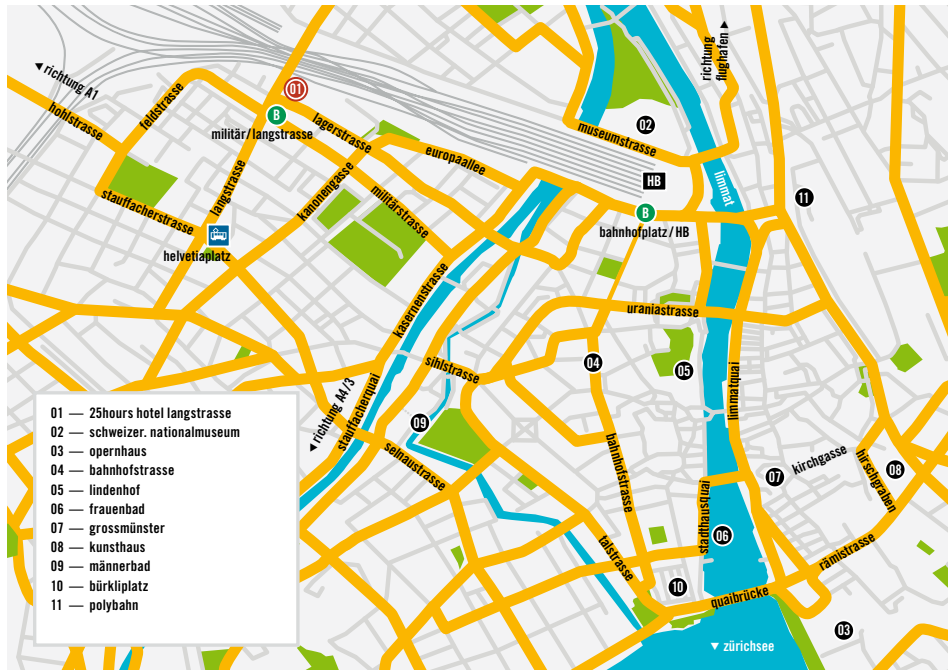 richtung A1
hohlstrasse
feldstrasse
01
B
militär/langstrasse
lagerstrasse
langstrasse
kanonengasse
europaallee
militärstrasse
stauffacherstrasse
helvetiaplatz
richtung
flughafen
museumstrasse
02
HB
limmat
B
bahnhofplatz/HB
11
kasernenstrasse
uraniastrasse
sihlstrasse
04
05
limmatquai
richtung A4/3
stauffacherquai
09
selnaustrasse
bahnhofstrasse
kirchgasse
07
hirschgraben
08
talstrasse
stadthausquai
06
10
quaibrücke
rämistrasse
03
zürichsee
01 — 25hours hotel langstrasse
02 — schweizer. nationalmuseum
03 — opernhaus
04 — bahnhofstrasse
05 — lindenhof
06 — frauenbad
07 — grossmünster
08 — kunsthaus
09 — männerbad
10 — bürkliplatz
11 — polybahn